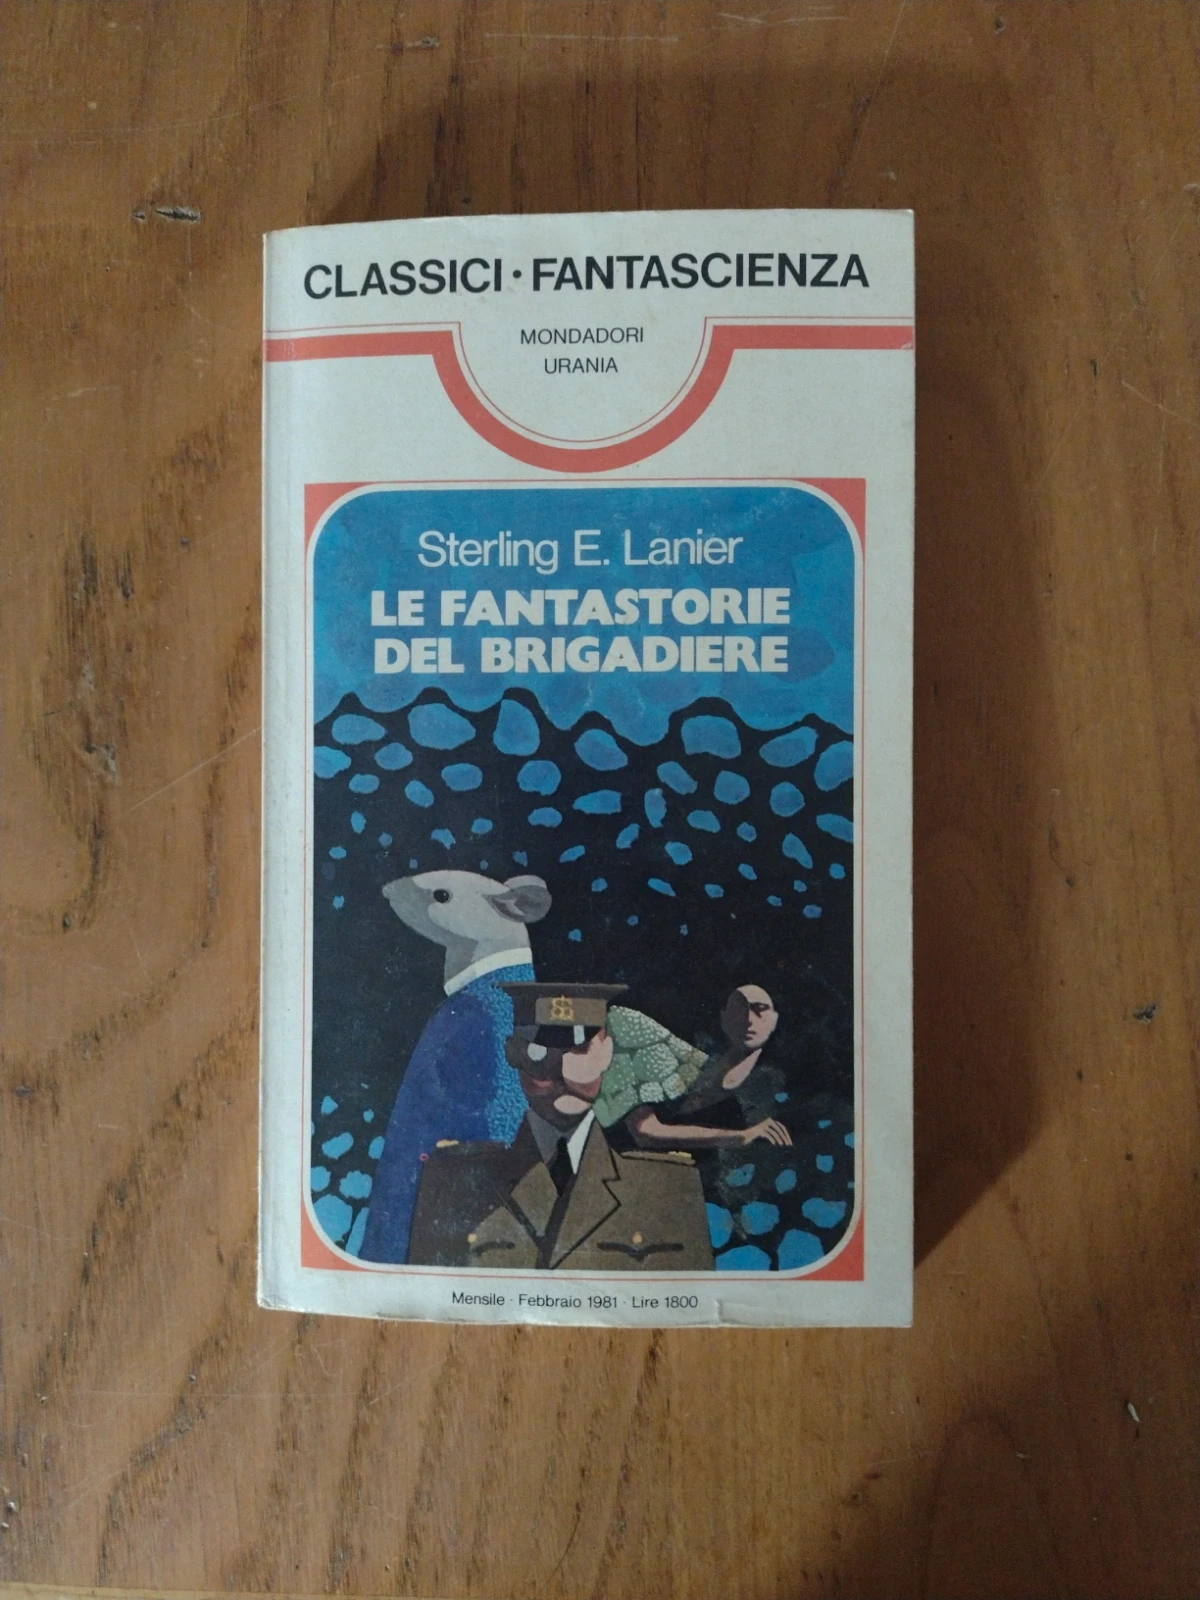 CLASSICI • FANTASCIENZA
MONDADORI
URANIA
Sterling E. Lanier
LE FANTASTORIE
DEL BRIGADIERE
Mensile · Febbraio 1981 · Lire 1800